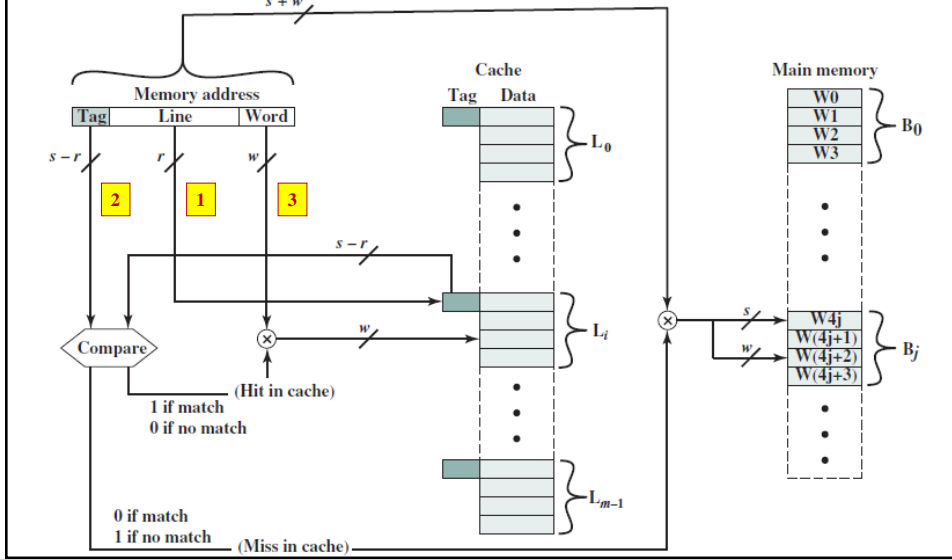 s + w
Cache
Main memory
Memory address
Tag Data
Tag Line Word
W0
W1
W2
W3
B0
L0
s – r
r
w
2
1
3
s – r
w
Li
s
w
W4j
W(4j+1)
W(4j+2)
W(4j+3)
Bj
Compare
(Hit in cache)
1 if match
0 if no match
Lm–1
0 if match
1 if no match
(Miss in cache)